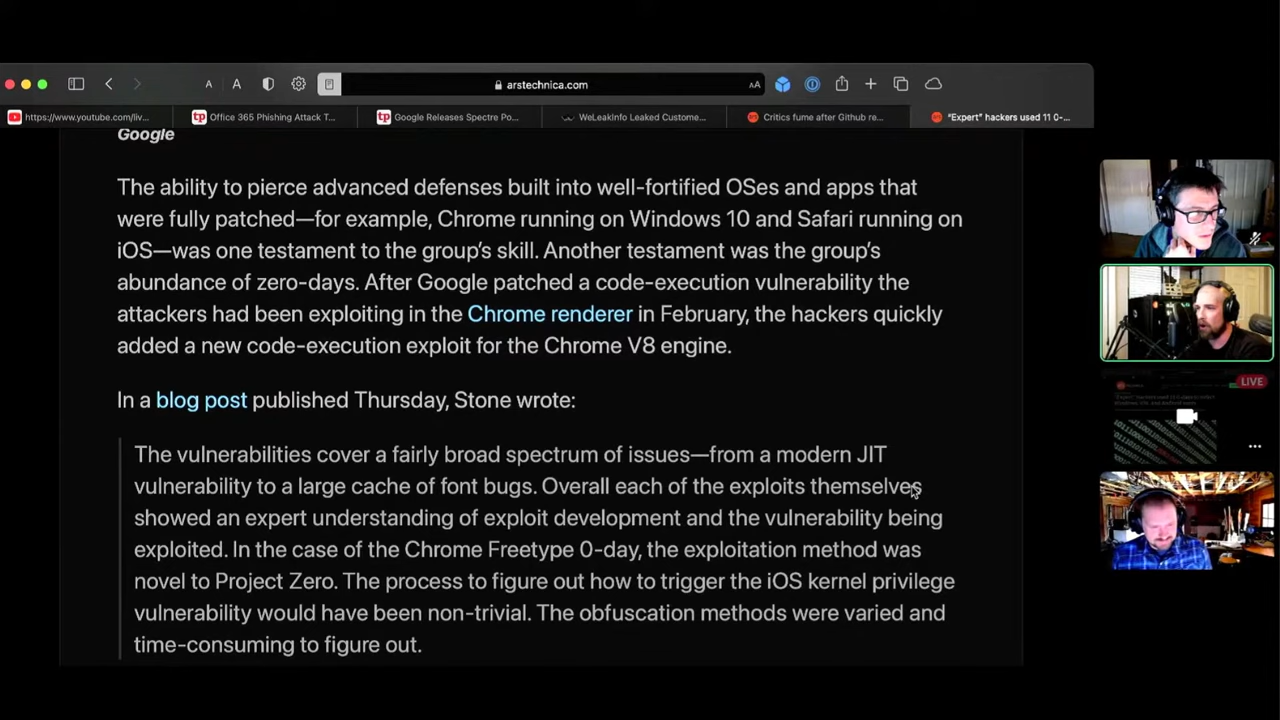 A A arstechnica.com AA
https://www.youtube.com/liv... tp Office 365 Phishing Attack T... tp Google Releases Spectre Po... WeLeakInfo Leaked Custome... Critics fume after Github re... "Expert" hackers used 11 0-...
Google
The ability to pierce advanced defenses built into well-fortified OSes and apps that
were fully patched—for example, Chrome running on Windows 10 and Safari running on
iOS—was one testament to the group's skill. Another testament was the group's
abundance of zero-days. After Google patched a code-execution vulnerability the
attackers had been exploiting in the Chrome renderer in February, the hackers quickly
added a new code-execution exploit for the Chrome V8 engine.
In a blog post published Thursday, Stone wrote:
The vulnerabilities cover a fairly broad spectrum of issues—from a modern JIT
vulnerability to a large cache of font bugs. Overall each of the exploits themselves
showed an expert understanding of exploit development and the vulnerability being
exploited. In the case of the Chrome Freetype 0-day, the exploitation method was
novel to Project Zero. The process to figure out how to trigger the iOS kernel privilege
vulnerability would have been non-trivial. The obfuscation methods were varied and
time-consuming to figure out.
LIVE